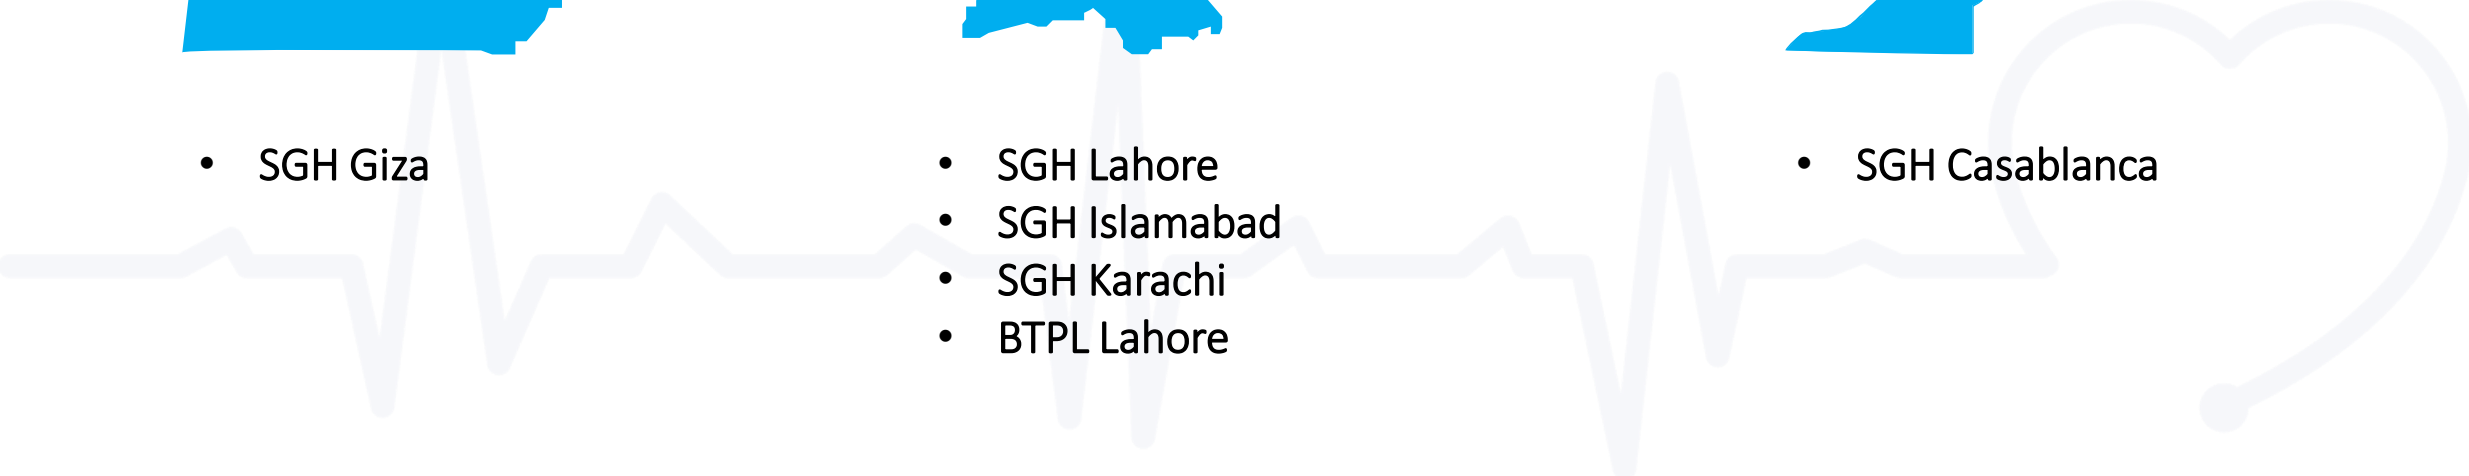 • SGH Giza
• SGH Lahore
• SGH Islamabad
• SGH Karachi
• BTPL Lahore
• SGH Casablanca